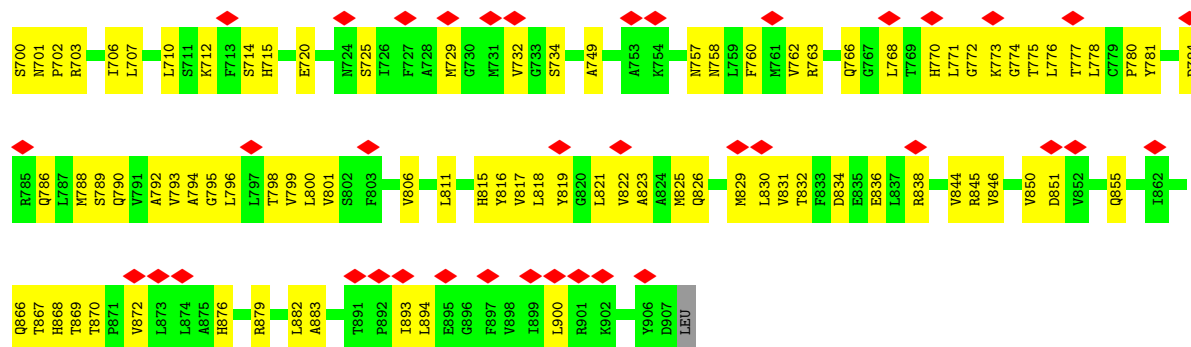 S700 N701 P702 R703 I706 L707 L710 S711 K712 F713 S714 H715 E720 N724 S725 I726 F727 A728 M729 G730 M731 V732 G733 S734 A749 A753 K754 N757 N758 L759 F760 M761 V762 R763 Q766 G767 L768 T769 H770 L771 G772 K773 G774 T775 L776 T777 L778 C779 P780 Y781
R785 Q786 L787 M788 S789 Q790 V791 A792 V793 A794 G795 L796 L797 T798 V799 L800 V801 S802 F803 V806 L811 H815 Y816 V817 L818 Y819 G820 L821 V822 A823 A824 M825 Q826 M829 L830 V831 T832 F833 D834 E835 E836 L837 R838 V844 R845 V846 V850 D851 V852 Q855 I862
Q866 T867 H868 T869 T870 P871 V872 L873 L874 A875 H876 R879 L882 A883 T891 P892 I893 L894 E895 G896 F897 V898 I899 L900 R901 K902 Y906 D907 LEU